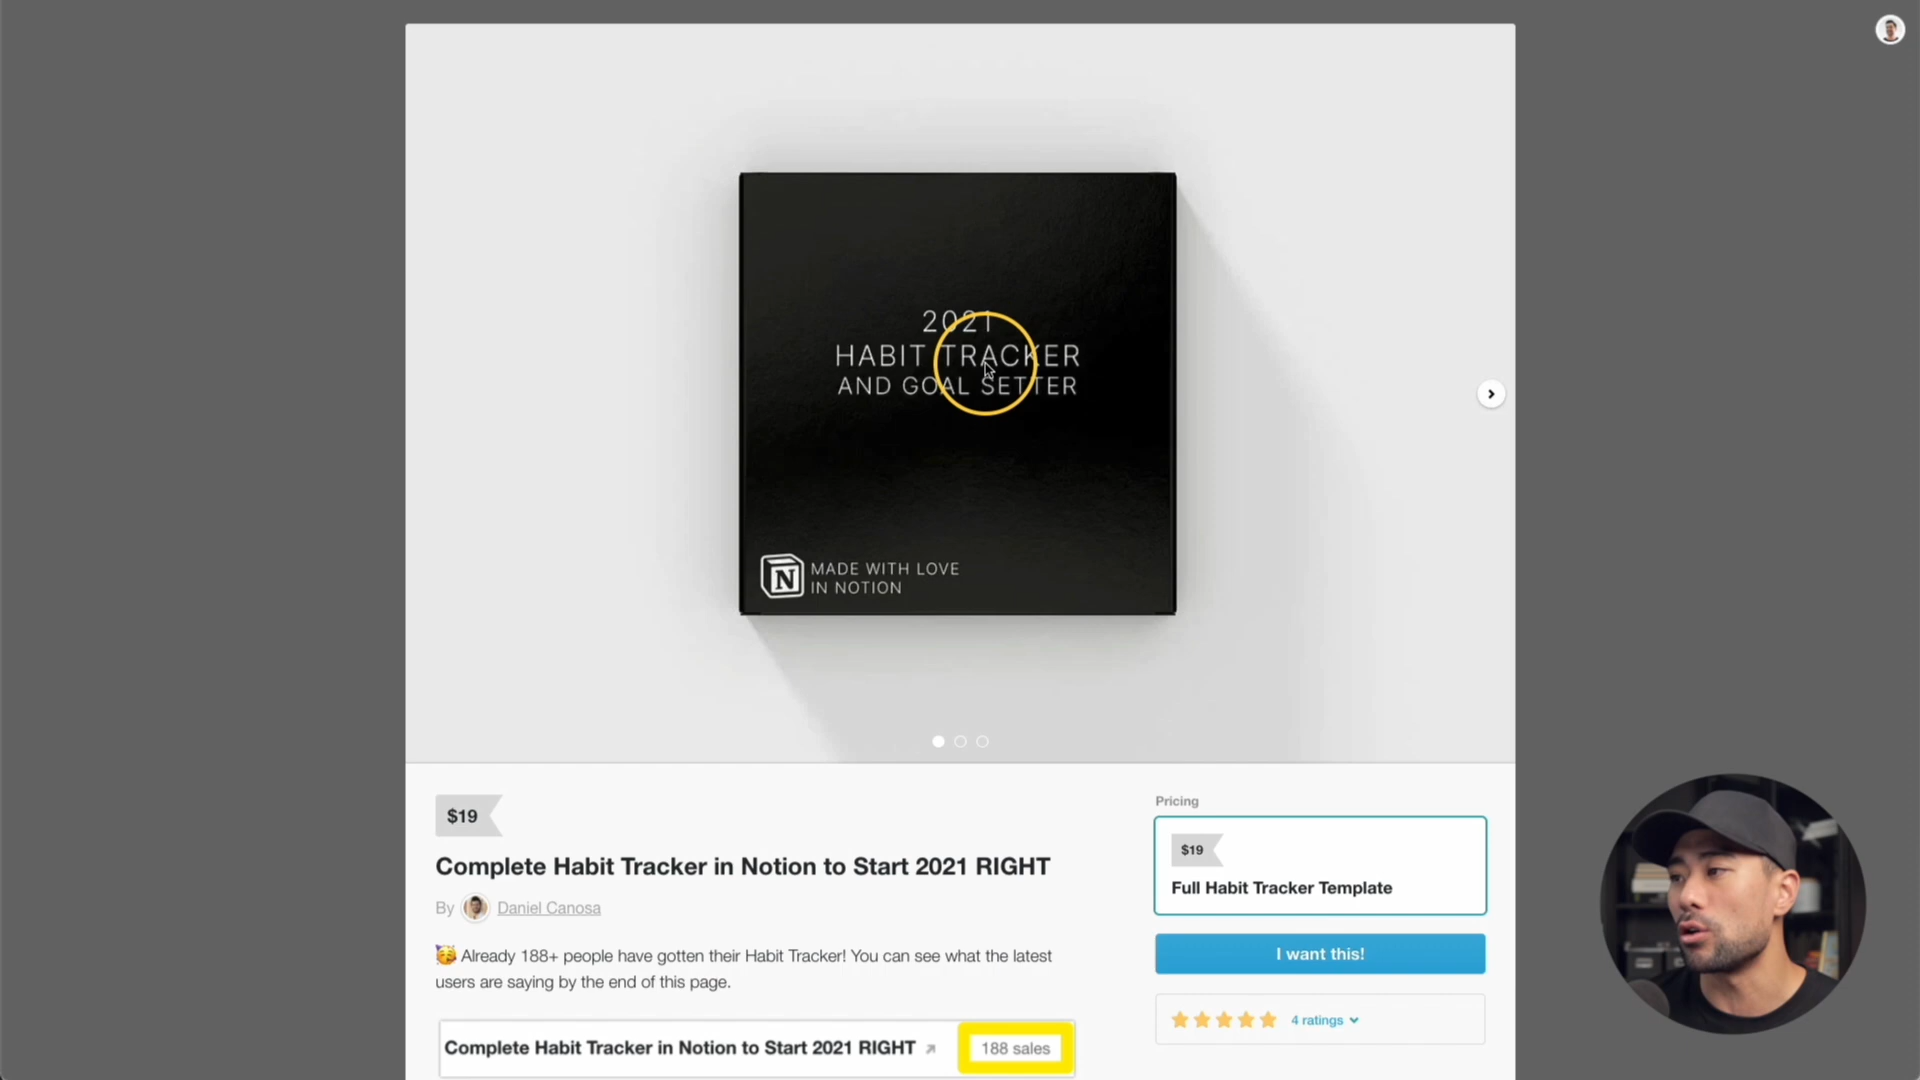 2021
HABIT TRACKER
AND GOAL SETTER
N
MADE WITH LOVE
IN NOTION
$19
Complete Habit Tracker in Notion to Start 2021 RIGHT
By Daniel Canosa
Already 188+ people have gotten their Habit Tracker! You can see what the latest
users are saying by the end of this page.
Complete Habit Tracker in Notion to Start 2021 RIGHT 188 sales
Pricing
$19
Full Habit Tracker Template
I want this!
4 ratings